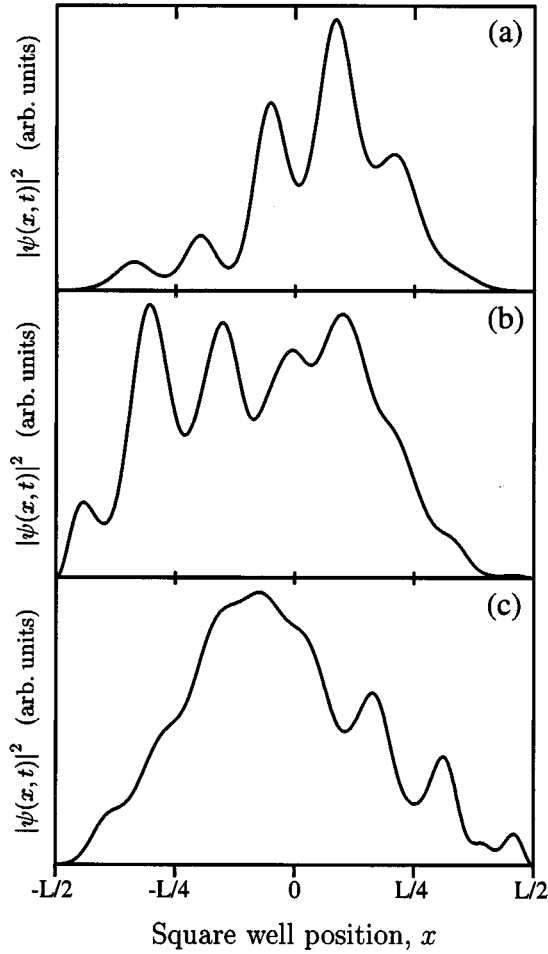 (a)
|ψ(x, t)|² (arb. units)
(b)
|ψ(x, t)|² (arb. units)
(c)
|ψ(x, t)|² (arb. units)
-L/2 -L/4 0 L/4 L/2
Square well position, x